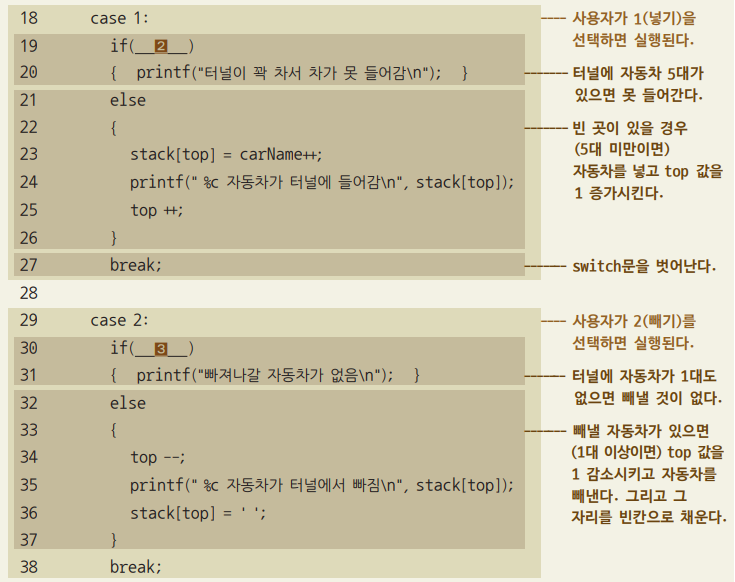 18 case 1: 사용자가 1(넣기)을
선택하면 실행된다.
19 if(__2__)
20 { printf("터널이 꽉 차서 차가 못 들어감\n"); } 터널에 자동차 5대가
있으면 못 들어간다.
21 else
22 { 빈 곳이 있을 경우
(5대 미만이면)
자동차를 넣고 top 값을
1 증가시킨다.
23 stack[top] = carName++;
24 printf(" %c 자동차가 터널에 들어감\n", stack[top]);
25 top ++;
26 }
27 break; switch문을 벗어난다.
28
29 case 2: 사용자가 2(빼기)를
선택하면 실행된다.
30 if(__3__)
31 { printf("빠져나갈 자동차가 없음\n"); } 터널에 자동차가 1대도
없으면 빼낼 것이 없다.
32 else
33 { 빼낼 자동차가 있으면
(1대 이상이면) top 값을
1 감소시키고 자동차를
빼낸다. 그리고 그
자리를 빈칸으로 채운다.
34 top --;
35 printf(" %c 자동차가 터널에서 빠짐\n", stack[top]);
36 stack[top] = ' ';
37 }
38 break;